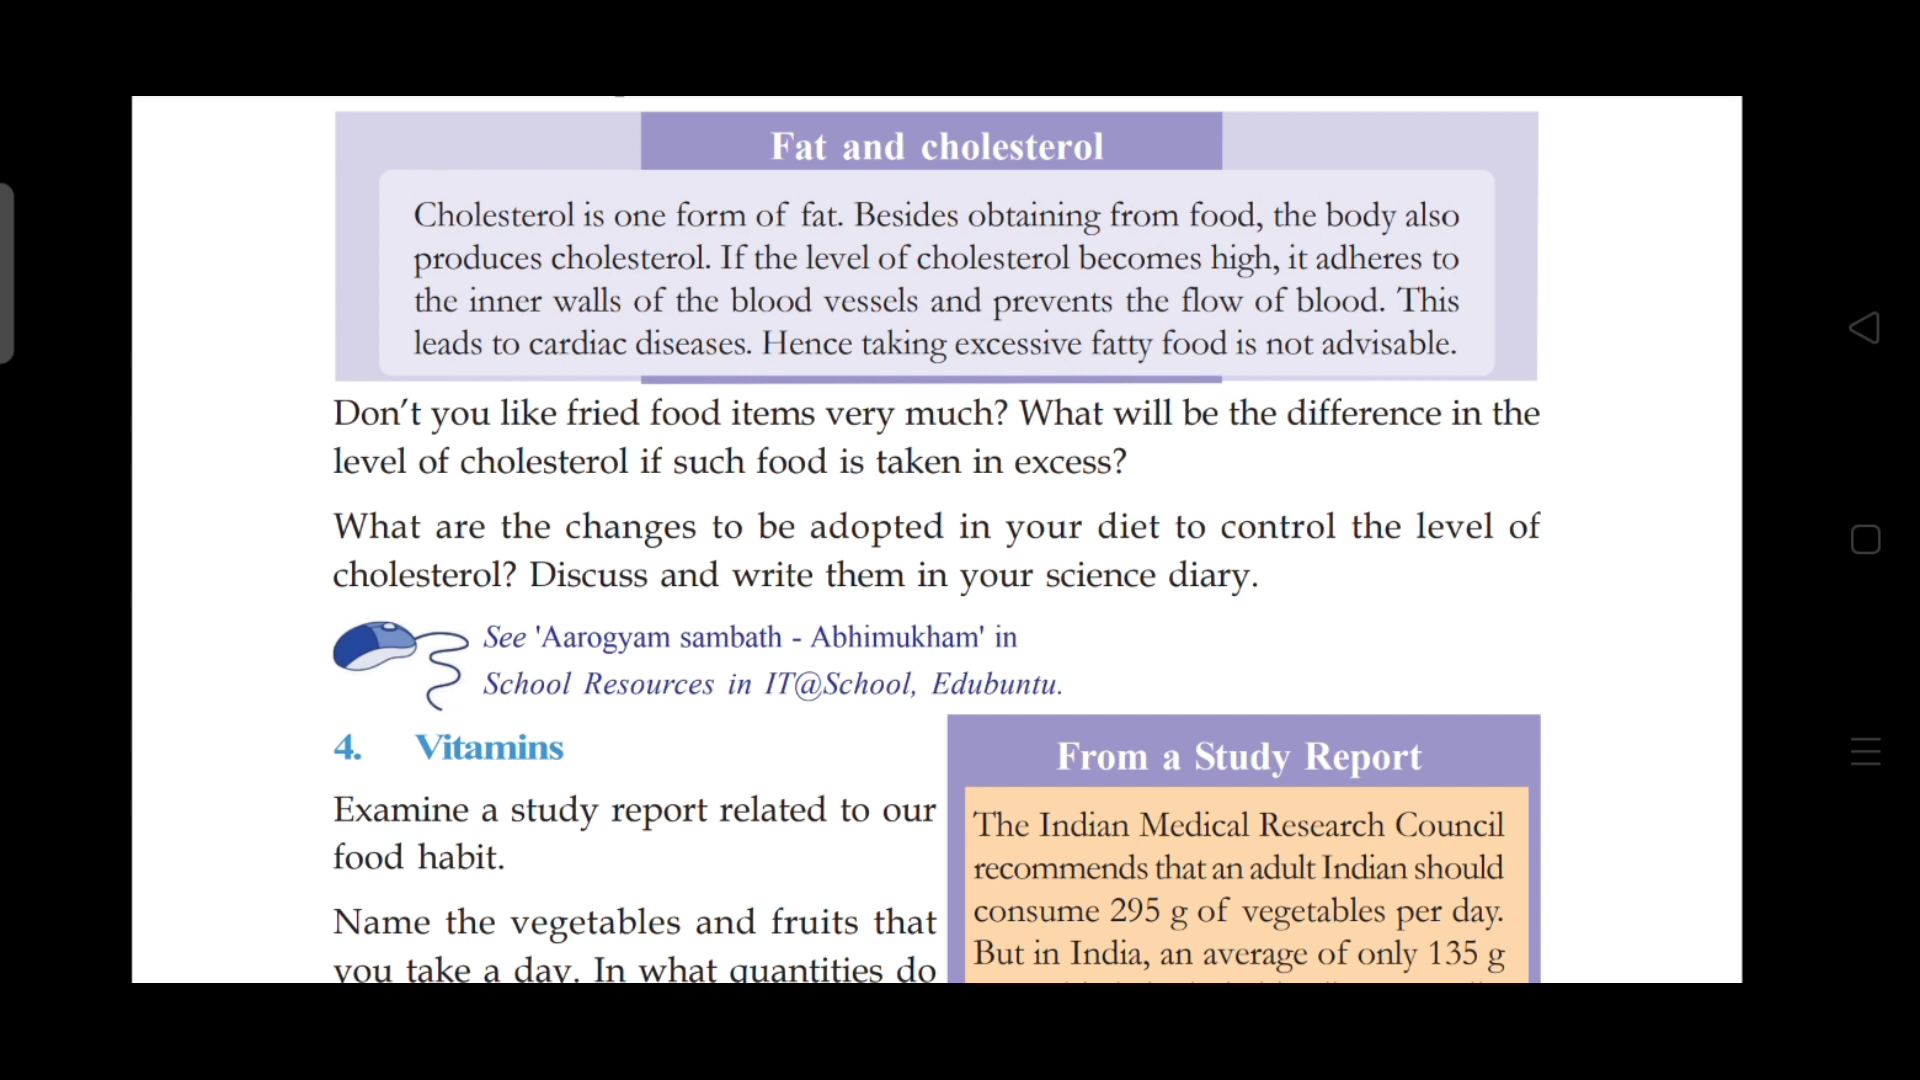 Fat and cholesterol
Cholesterol is one form of fat. Besides obtaining from food, the body also
produces cholesterol. If the level of cholesterol becomes high, it adheres to
the inner walls of the blood vessels and prevents the flow of blood. This
leads to cardiac diseases. Hence taking excessive fatty food is not advisable.
Don't you like fried food items very much? What will be the difference in the
level of cholesterol if such food is taken in excess?
What are the changes to be adopted in your diet to control the level of
cholesterol? Discuss and write them in your science diary.
See 'Aarogyam sambath - Abhimukham' in
School Resources in IT@School, Edubuntu.
4. Vitamins
Examine a study report related to our
food habit.
Name the vegetables and fruits that
you take a day. In what quantities do
From a Study Report
The Indian Medical Research Council
recommends that an adult Indian should
consume 295 g of vegetables per day.
But in India, an average of only 135 g